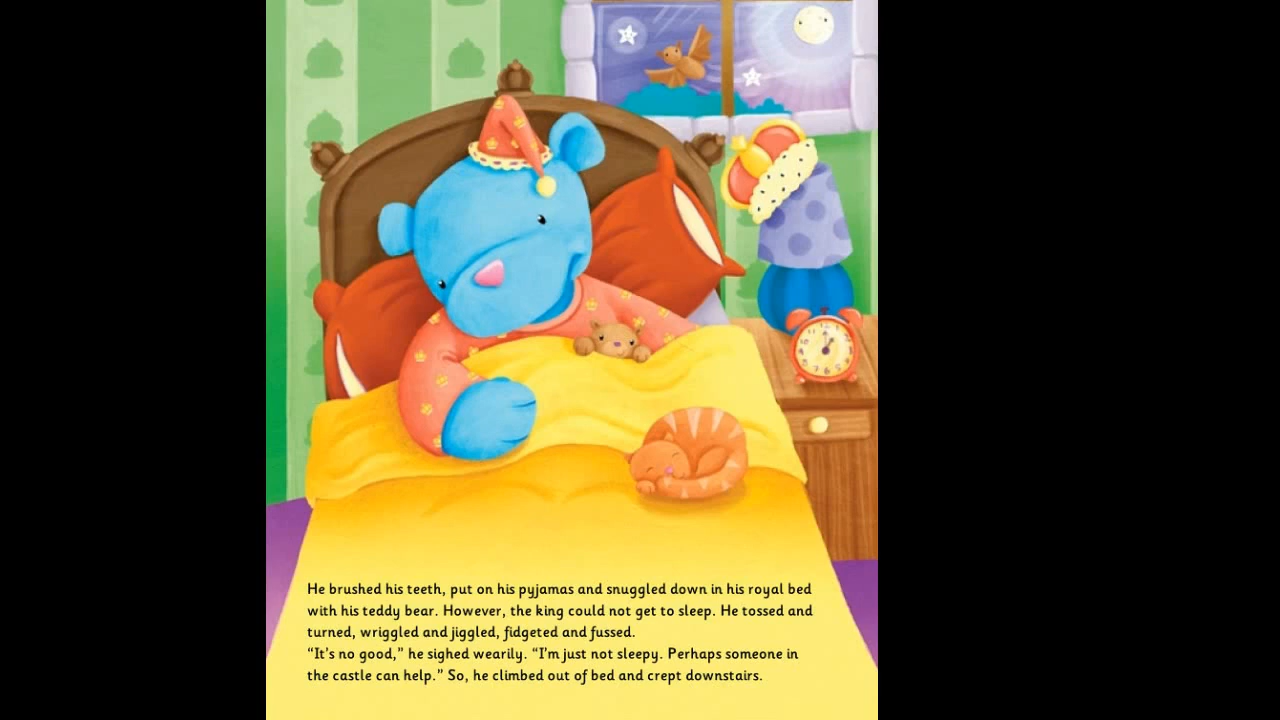 He brushed his teeth, put on his pyjamas and snuggled down in his royal bed
with his teddy bear. However, the king could not get to sleep. He tossed and
turned, wriggled and jiggled, fidgeted and fussed.
“It’s no good,” he sighed wearily. “I’m just not sleepy. Perhaps someone in
the castle can help.” So, he climbed out of bed and crept downstairs.